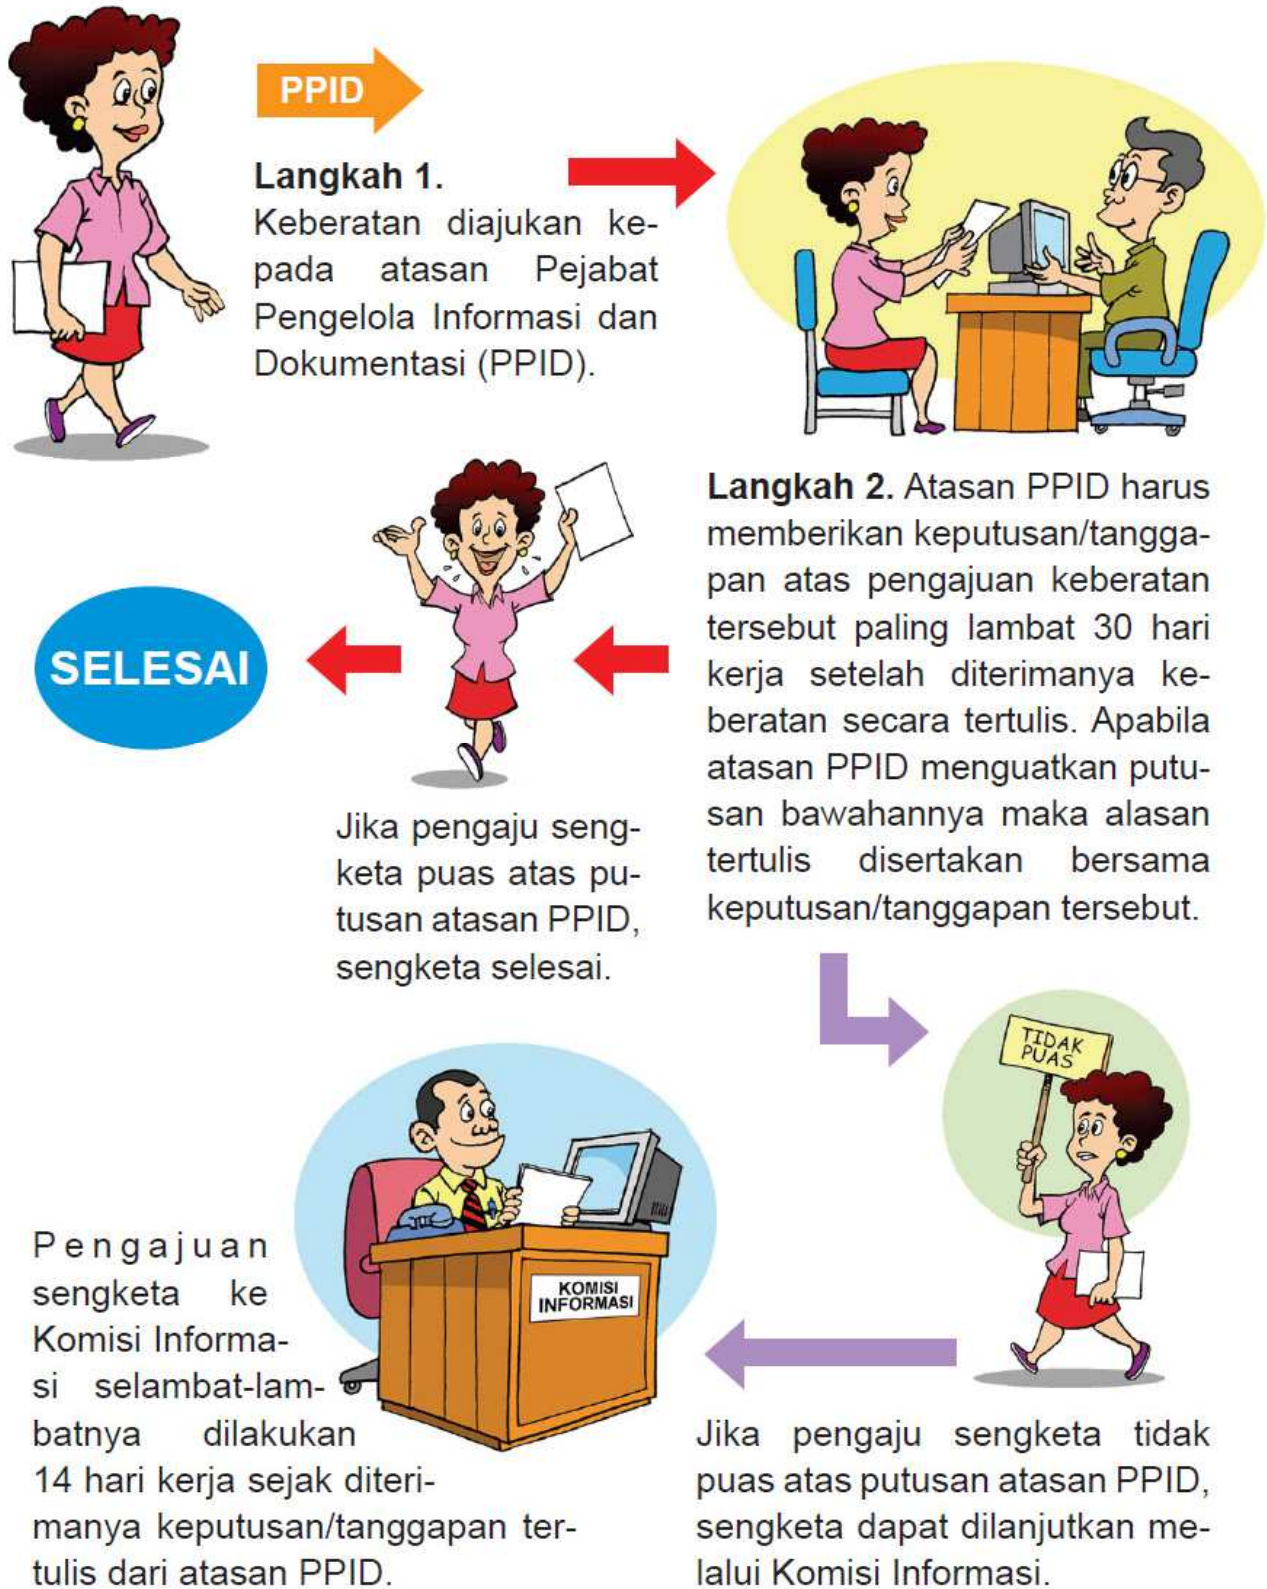 PPID
Langkah 1.
Keberatan diajukan ke-
pada atasan Pejabat
Pengelola Informasi dan
Dokumentasi (PPID).
Langkah 2. Atasan PPID harus
memberikan keputusan/tangga-
pan atas pengajuan keberatan
tersebut paling lambat 30 hari
kerja setelah diterimanya ke-
beratan secara tertulis. Apabila
atasan PPID menguatkan putu-
san bawahannya maka alasan
tertulis disertakan bersama
keputusan/tanggapan tersebut.
SELESAI
Jika pengaju seng-
keta puas atas pu-
tusan atasan PPID,
sengketa selesai.
TIDAK
PUAS
Jika pengaju sengketa tidak
puas atas putusan atasan PPID,
sengketa dapat dilanjutkan me-
lalui Komisi Informasi.
KOMISI
INFORMASI
Pengajuan
sengketa ke
Komisi Informa-
si selambat-lam-
batnya dilakukan
14 hari kerja sejak diteri-
manya keputusan/tanggapan ter-
tulis dari atasan PPID.